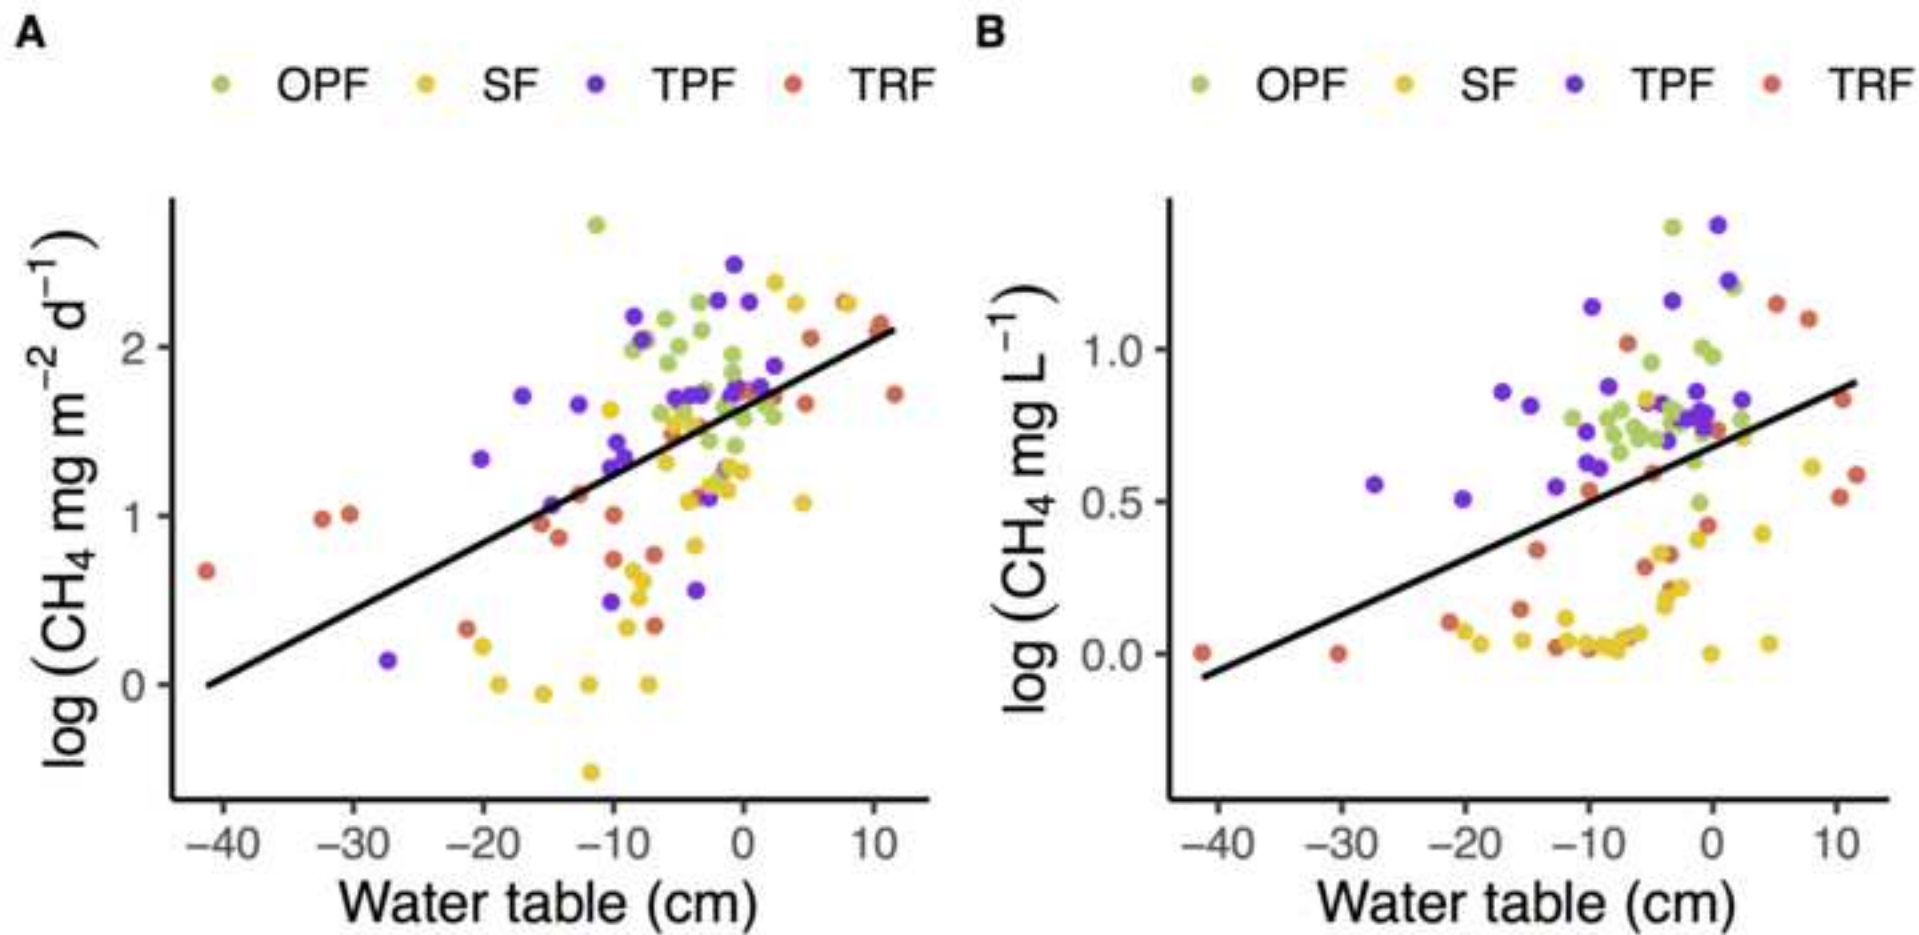 A
OPF SF TPF TRF
log (CH₄ mg m⁻² d⁻¹)
2
1
0
−40 −30 −20 −10 0 10
Water table (cm)
B
OPF SF TPF TRF
log (CH₄ mg L⁻¹)
1.0
0.5
0.0
−40 −30 −20 −10 0 10
Water table (cm)